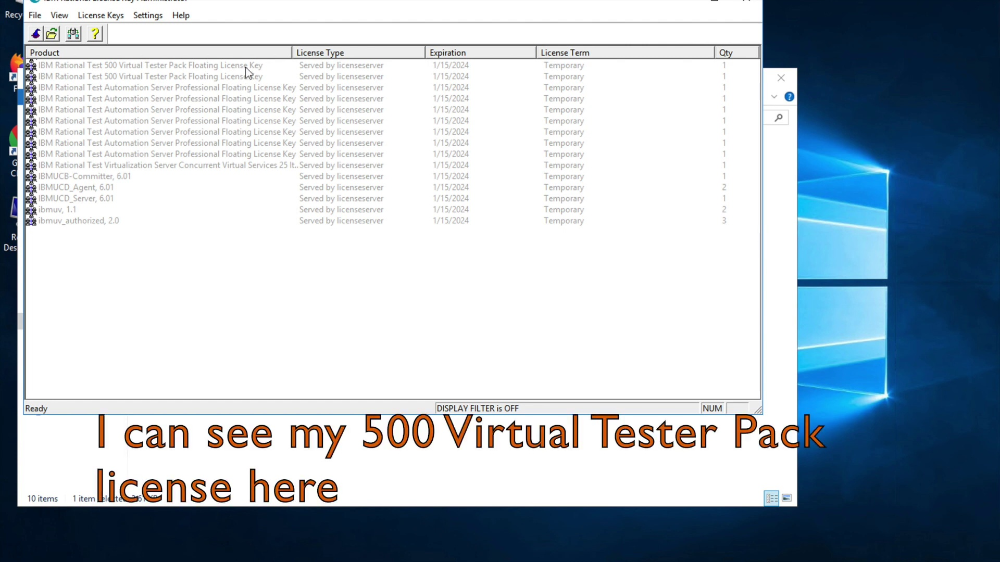 Recy
IBM Rational License Key Administrator
File View License Keys Settings Help
Product License Type Expiration License Term Qty
IBM Rational Test 500 Virtual Tester Pack Floating License Key Served by licenseserver 1/15/2024 Temporary 1
IBM Rational Test 500 Virtual Tester Pack Floating License Key Served by licenseserver 1/15/2024 Temporary 1
IBM Rational Test Automation Server Professional Floating License Key Served by licenseserver 1/15/2024 Temporary 1
IBM Rational Test Automation Server Professional Floating License Key Served by licenseserver 1/15/2024 Temporary 1
IBM Rational Test Automation Server Professional Floating License Key Served by licenseserver 1/15/2024 Temporary 1
IBM Rational Test Automation Server Professional Floating License Key Served by licenseserver 1/15/2024 Temporary 1
IBM Rational Test Automation Server Professional Floating License Key Served by licenseserver 1/15/2024 Temporary 1
IBM Rational Test Automation Server Professional Floating License Key Served by licenseserver 1/15/2024 Temporary 1
IBM Rational Test Automation Server Professional Floating License Key Served by licenseserver 1/15/2024 Temporary 1
IBM Rational Test Virtualization Server Concurrent Virtual Services 25 It... Served by licenseserver 1/15/2024 Temporary 1
IBMUCB-Committer, 6.01 Served by licenseserver 1/15/2024 Temporary 1
IBMUCD_Agent, 6.01 Served by licenseserver 1/15/2024 Temporary 2
IBMUCD_Server, 6.01 Served by licenseserver 1/15/2024 Temporary 1
ibmuv, 1.1 Served by licenseserver 1/15/2024 Temporary 2
ibmuv_authorized, 2.0 Served by licenseserver 1/15/2024 Temporary 3
F
G
Cl
R
Des
Ready DISPLAY FILTER is OFF NUM
I can see my 500 Virtual Tester Pack
license here
10 items 1 item selected